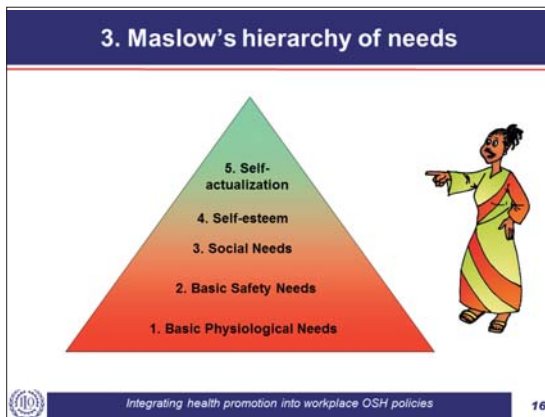 3. Maslow's hierarchy of needs
5. Self-
actualization
4. Self-esteem
3. Social Needs
2. Basic Safety Needs
1. Basic Physiological Needs
Integrating health promotion into workplace OSH policies
16